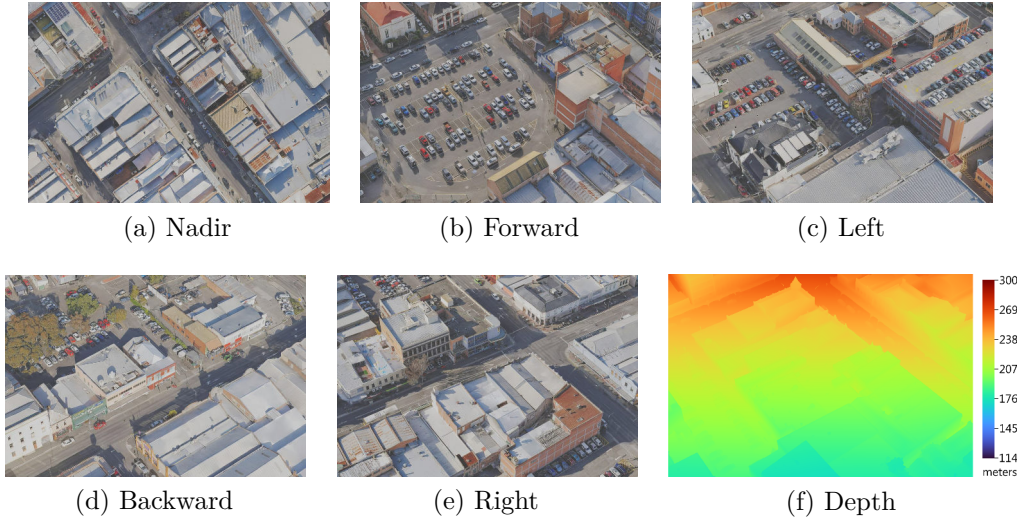 (a) Nadir
(b) Forward
(c) Left
(d) Backward
(e) Right
(f) Depth
300
269
238
207
176
145
114
meters